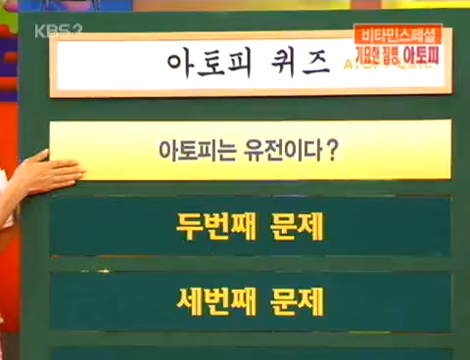 KBS2
비타민스페셜
기묘한 질병, 아토피
아토피 퀴즈
아토피는 유전이다?
두번째 문제
세번째 문제